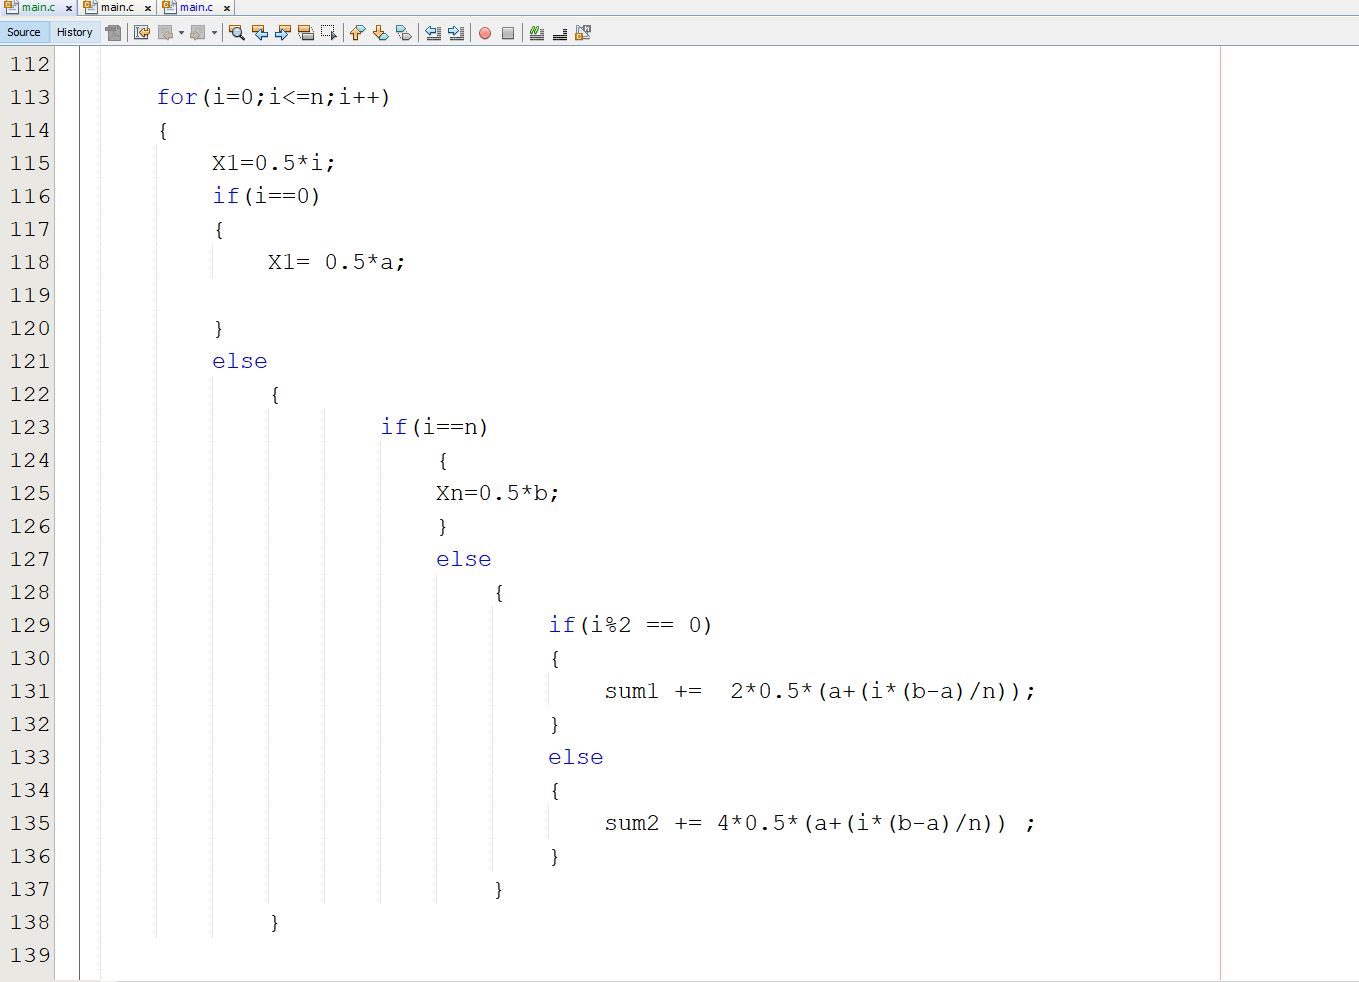 main.c × main.c × main.c ×
Source History
112
113 for(i=0;i<=n;i++)
114 {
115 X1=0.5*i;
116 if(i==0)
117 {
118 X1= 0.5*a;
119
120 }
121 else
122 {
123 if(i==n)
124 {
125 Xn=0.5*b;
126 }
127 else
128 {
129 if(i%2 == 0)
130 {
131 sum1 +=  2*0.5*(a+(i*(b-a)/n));
132 }
133 else
134 {
135 sum2 += 4*0.5*(a+(i*(b-a)/n)) ;
136 }
137 }
138 }
139